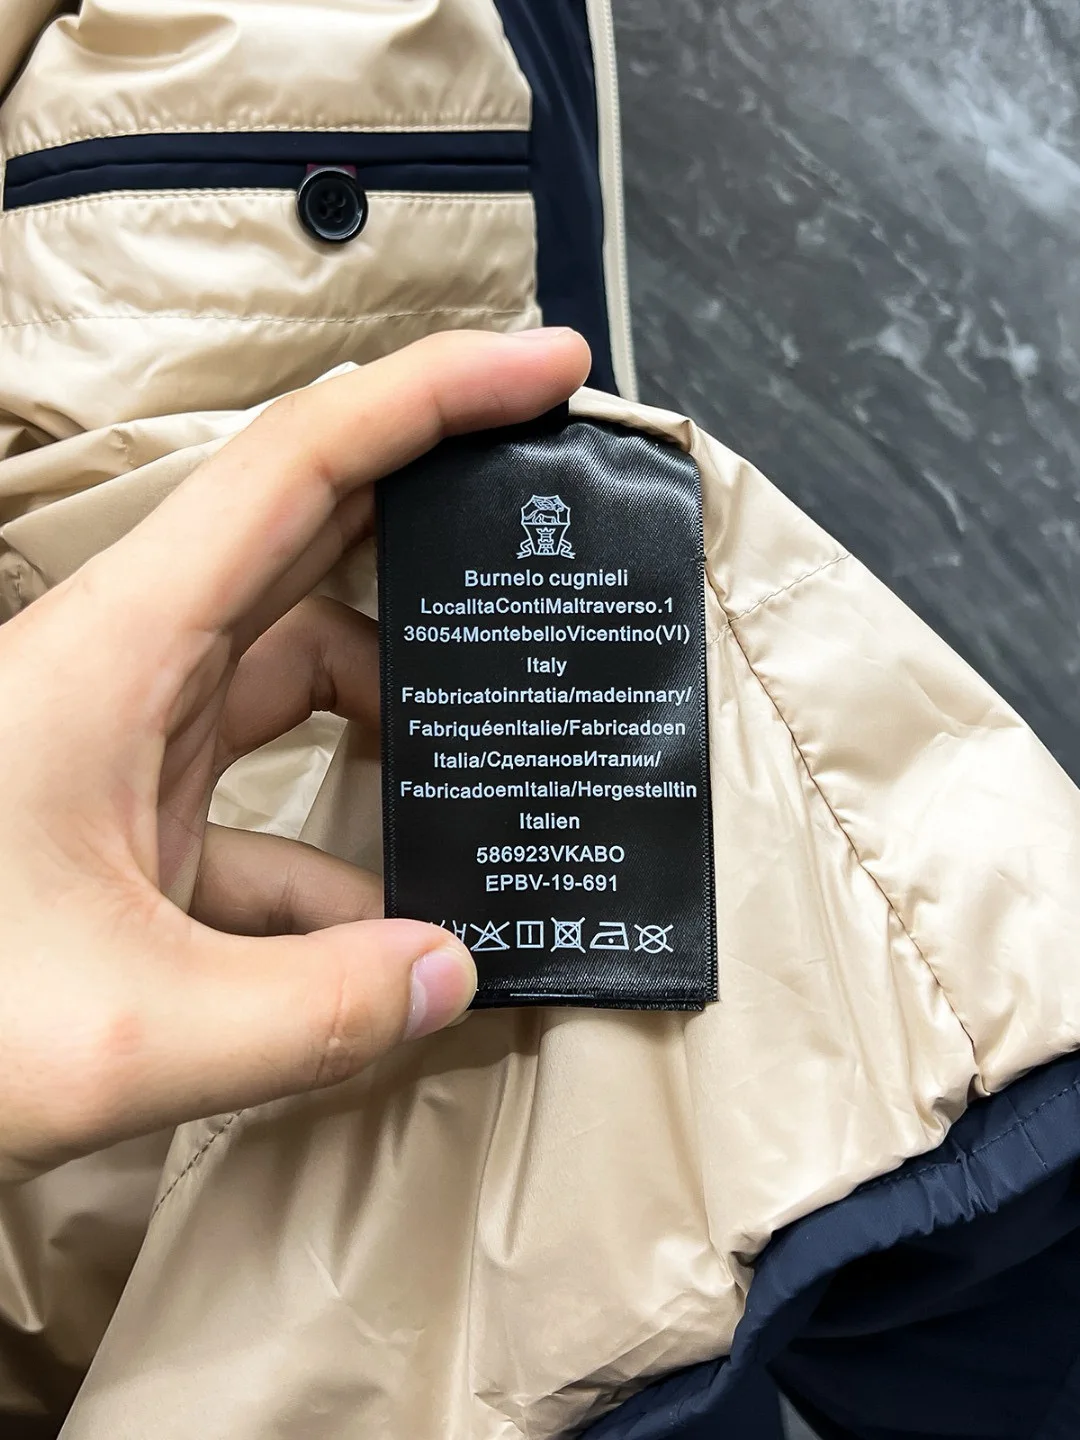 Burnelo cugnieli
LocalltaContiMaltraverso.1
36054MontebelloVicentino(VI)
Italy
Fabbricatoinrtatia/madeinnary/
FabriquéenItalie/Fabricadoen
Italia/СделановИталии/
FabricadoemItalia/Hergestelltin
Italien
586923VKABO
EPBV-19-691